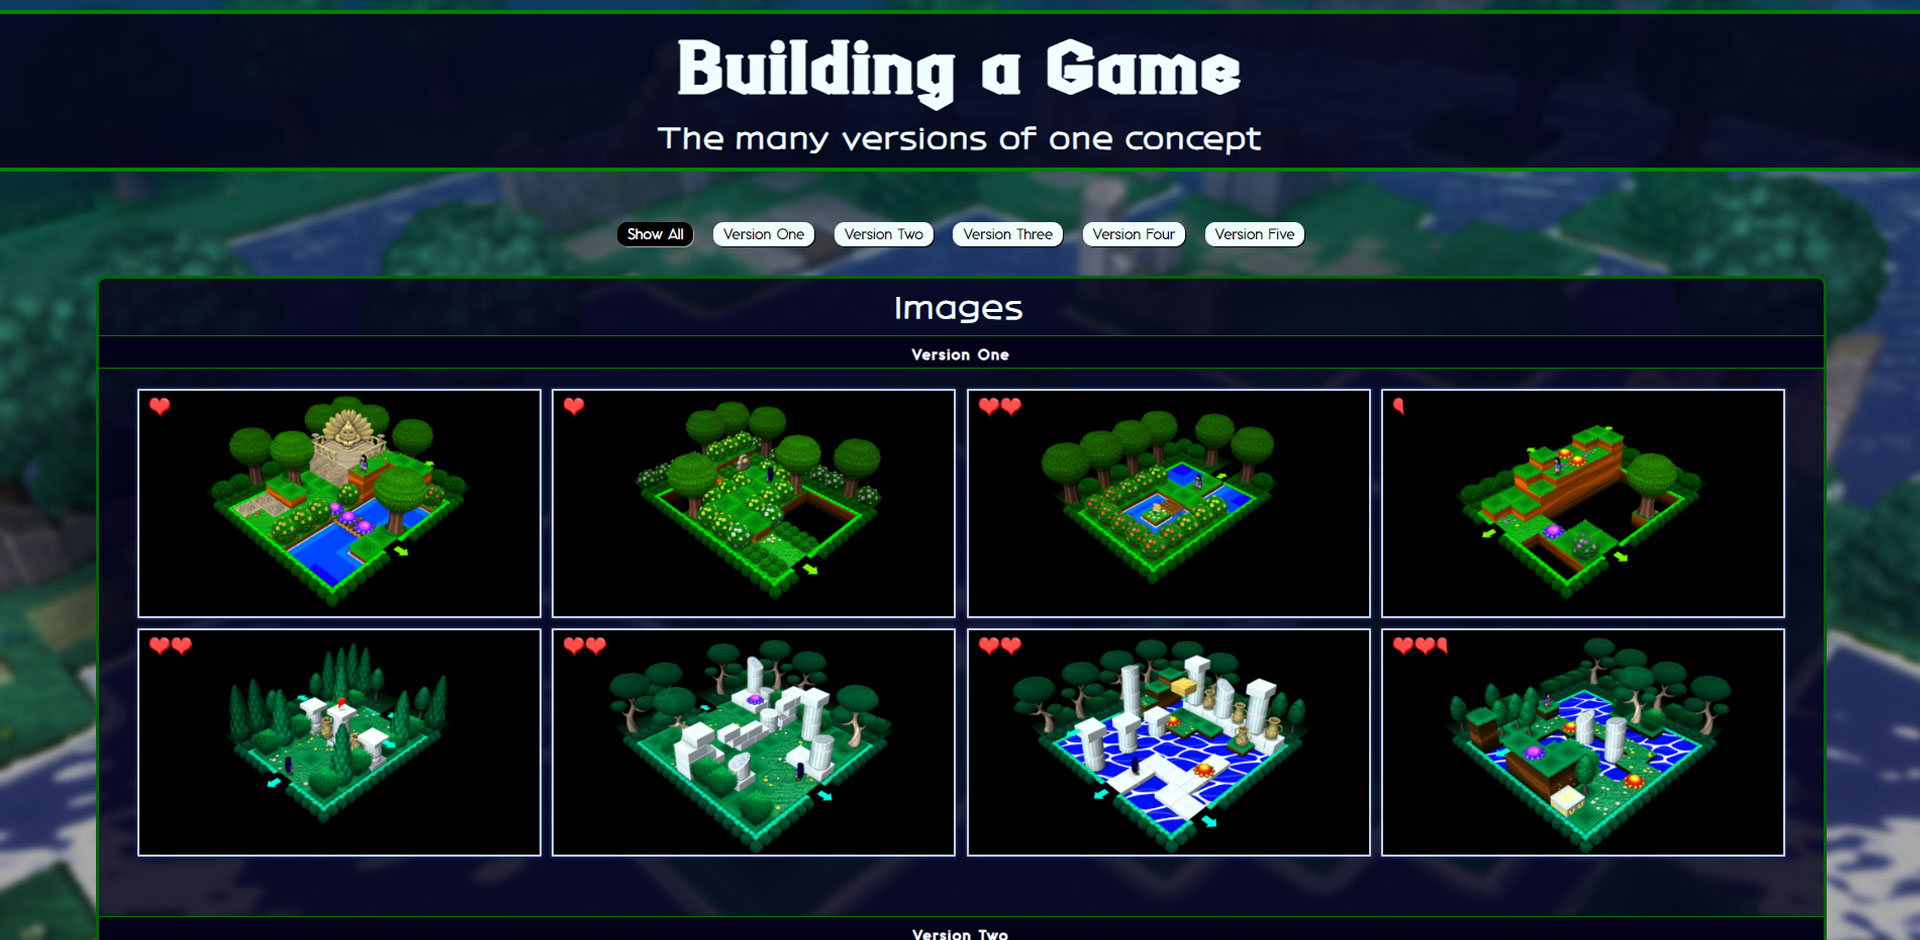 Building a Game
The many versions of one concept
Show All
Version One
Version Two
Version Three
Version Four
Version Five
Images
Version One
Version Two